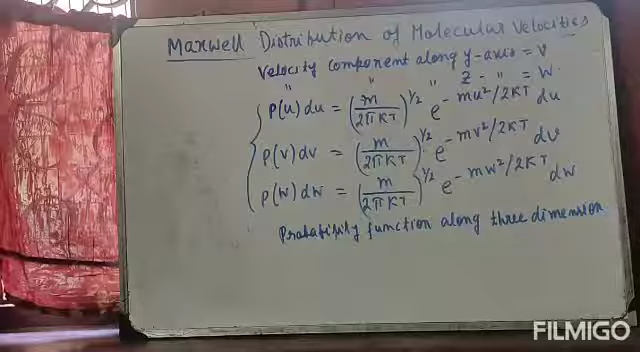 Maxwell Distribution of Molecular Velocities
Velocity component along y-axis = v
" " " Z - " = W.
P(u) du = (m/2πKT)^1/2 e^-mu²/2KT du
P(v) dv = (m/2πKT)^1/2 e^-mv²/2KT dv
P(w) dw = (m/2πKT)^1/2 e^-mw²/2KT dw
Probability function along three dimension
FILMIGO